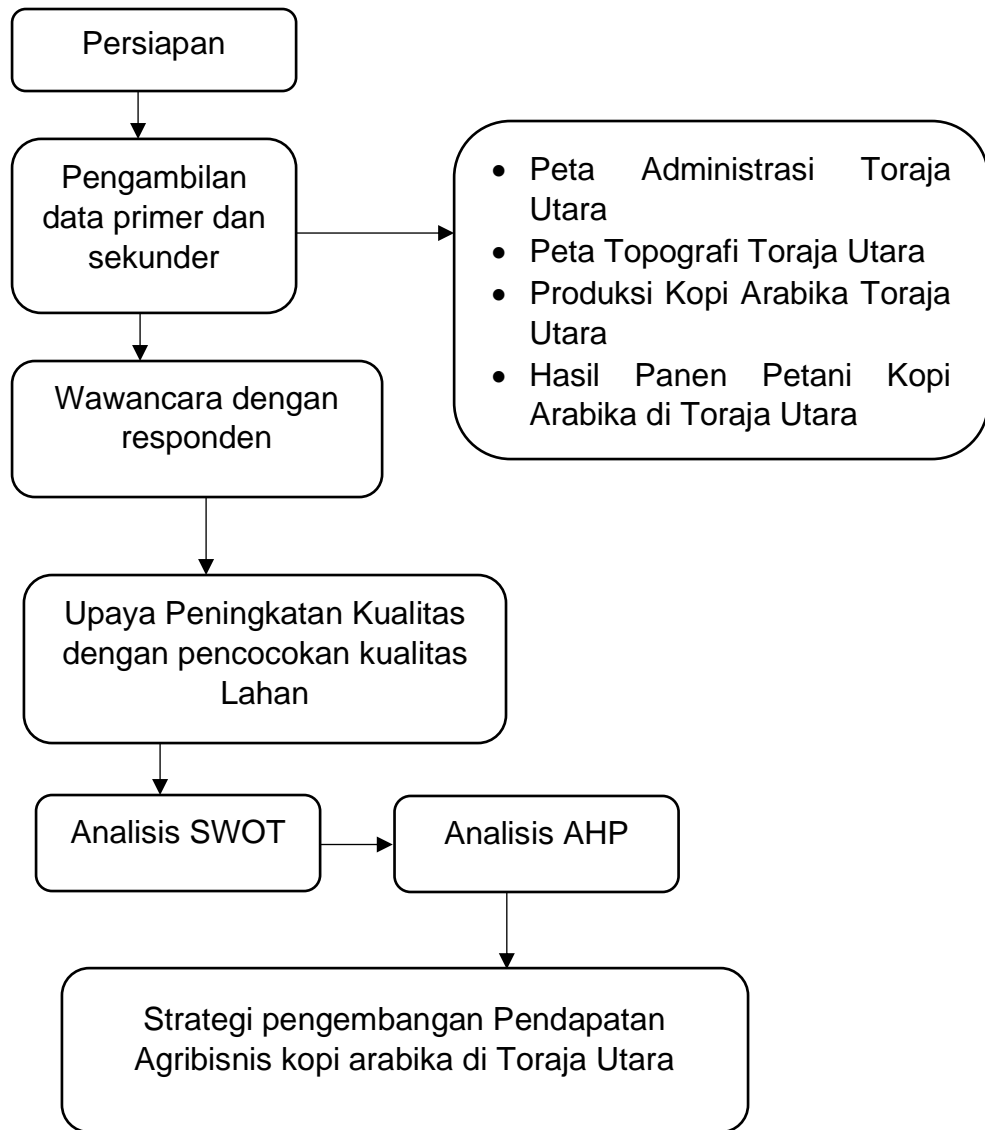 Persiapan
Pengambilan
data primer dan
sekunder
• Peta Administrasi Toraja
Utara
• Peta Topografi Toraja Utara
• Produksi Kopi Arabika Toraja
Utara
• Hasil Panen Petani Kopi
Arabika di Toraja Utara
Wawancara dengan
responden
Upaya Peningkatan Kualitas
dengan pencocokan kualitas
Lahan
Analisis SWOT
Analisis AHP
Strategi pengembangan Pendapatan
Agribisnis kopi arabika di Toraja Utara